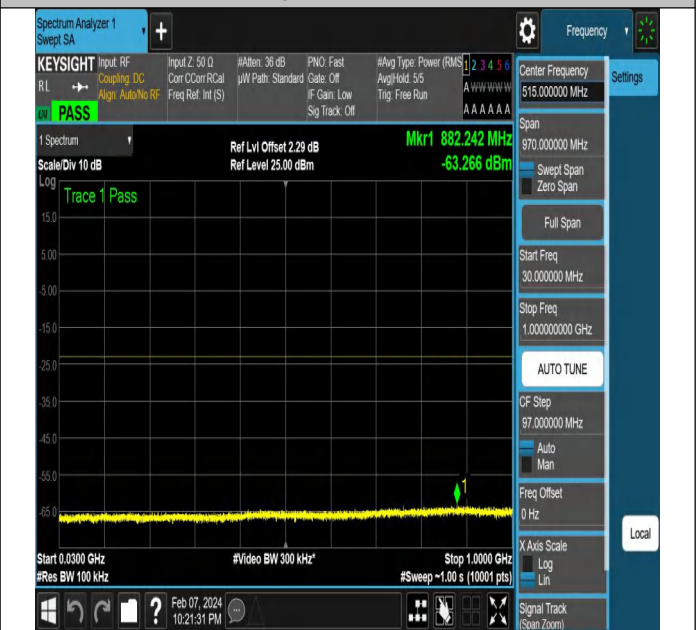 Spectrum Analyzer 1
Swept SA
+
Frequency
KEYSIGHT
RL
PASS
Input: RF
Coupling: DC
Align: Auto/No RF
Input Z: 50 Ω
Corr CCorr RCal
Freq Ref: Int (S)
#Atten: 36 dB
µW Path: Standard
PNO: Fast
Gate: Off
IF Gain: Low
Sig Track: Off
#Avg Type: Power (RMS
Avg|Hold: 5/5
Trig: Free Run
1 2 3 4 5 6
A W W W W W
A A A A A A
1 Spectrum
Scale/Div 10 dB
Ref Lvl Offset 2.29 dB
Ref Level 25.00 dBm
Mkr1 882.242 MHz
-63.266 dBm
Log
Trace 1 Pass
15.0
5.00
-5.00
-15.0
-25.0
-35.0
-45.0
-55.0
-65.0
1
Start 0.0300 GHz
#Res BW 100 kHz
#Video BW 300 kHz*
Stop 1.0000 GHz
#Sweep ~1.00 s (10001 pts)
Feb 07, 2024
10:21:31 PM
Center Frequency
515.000000 MHz
Settings
Span
970.000000 MHz
Swept Span
Zero Span
Full Span
Start Freq
30.000000 MHz
Stop Freq
1.000000000 GHz
AUTO TUNE
CF Step
97.000000 MHz
Auto
Man
Freq Offset
0 Hz
X Axis Scale
Log
Lin
Local
Signal Track
(Span Zoom)